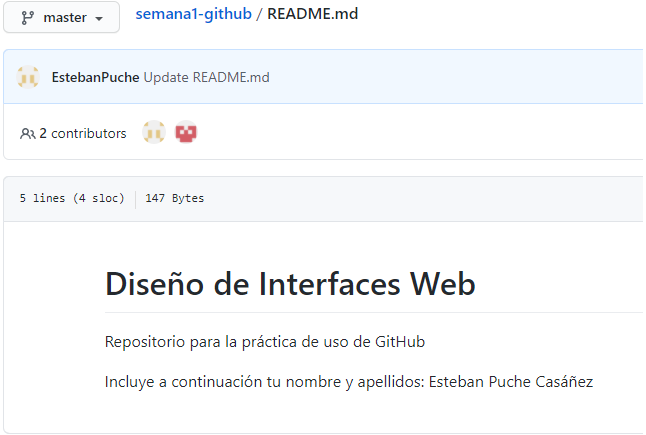 master semana1-github / README.md
EstebanPuche Update README.md
2 contributors
5 lines (4 sloc) 147 Bytes
Diseño de Interfaces Web
Repositorio para la práctica de uso de GitHub
Incluye a continuación tu nombre y apellidos: Esteban Puche Casáñez